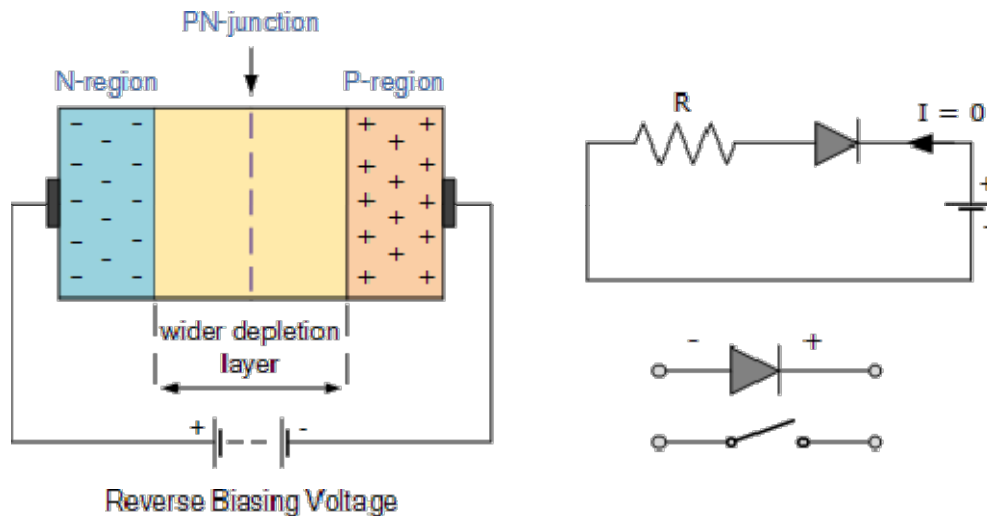 PN-junction
N-region
P-region
wider depletion
layer
+
-
Reverse Biasing Voltage
R
I = 0
+
-
-
+